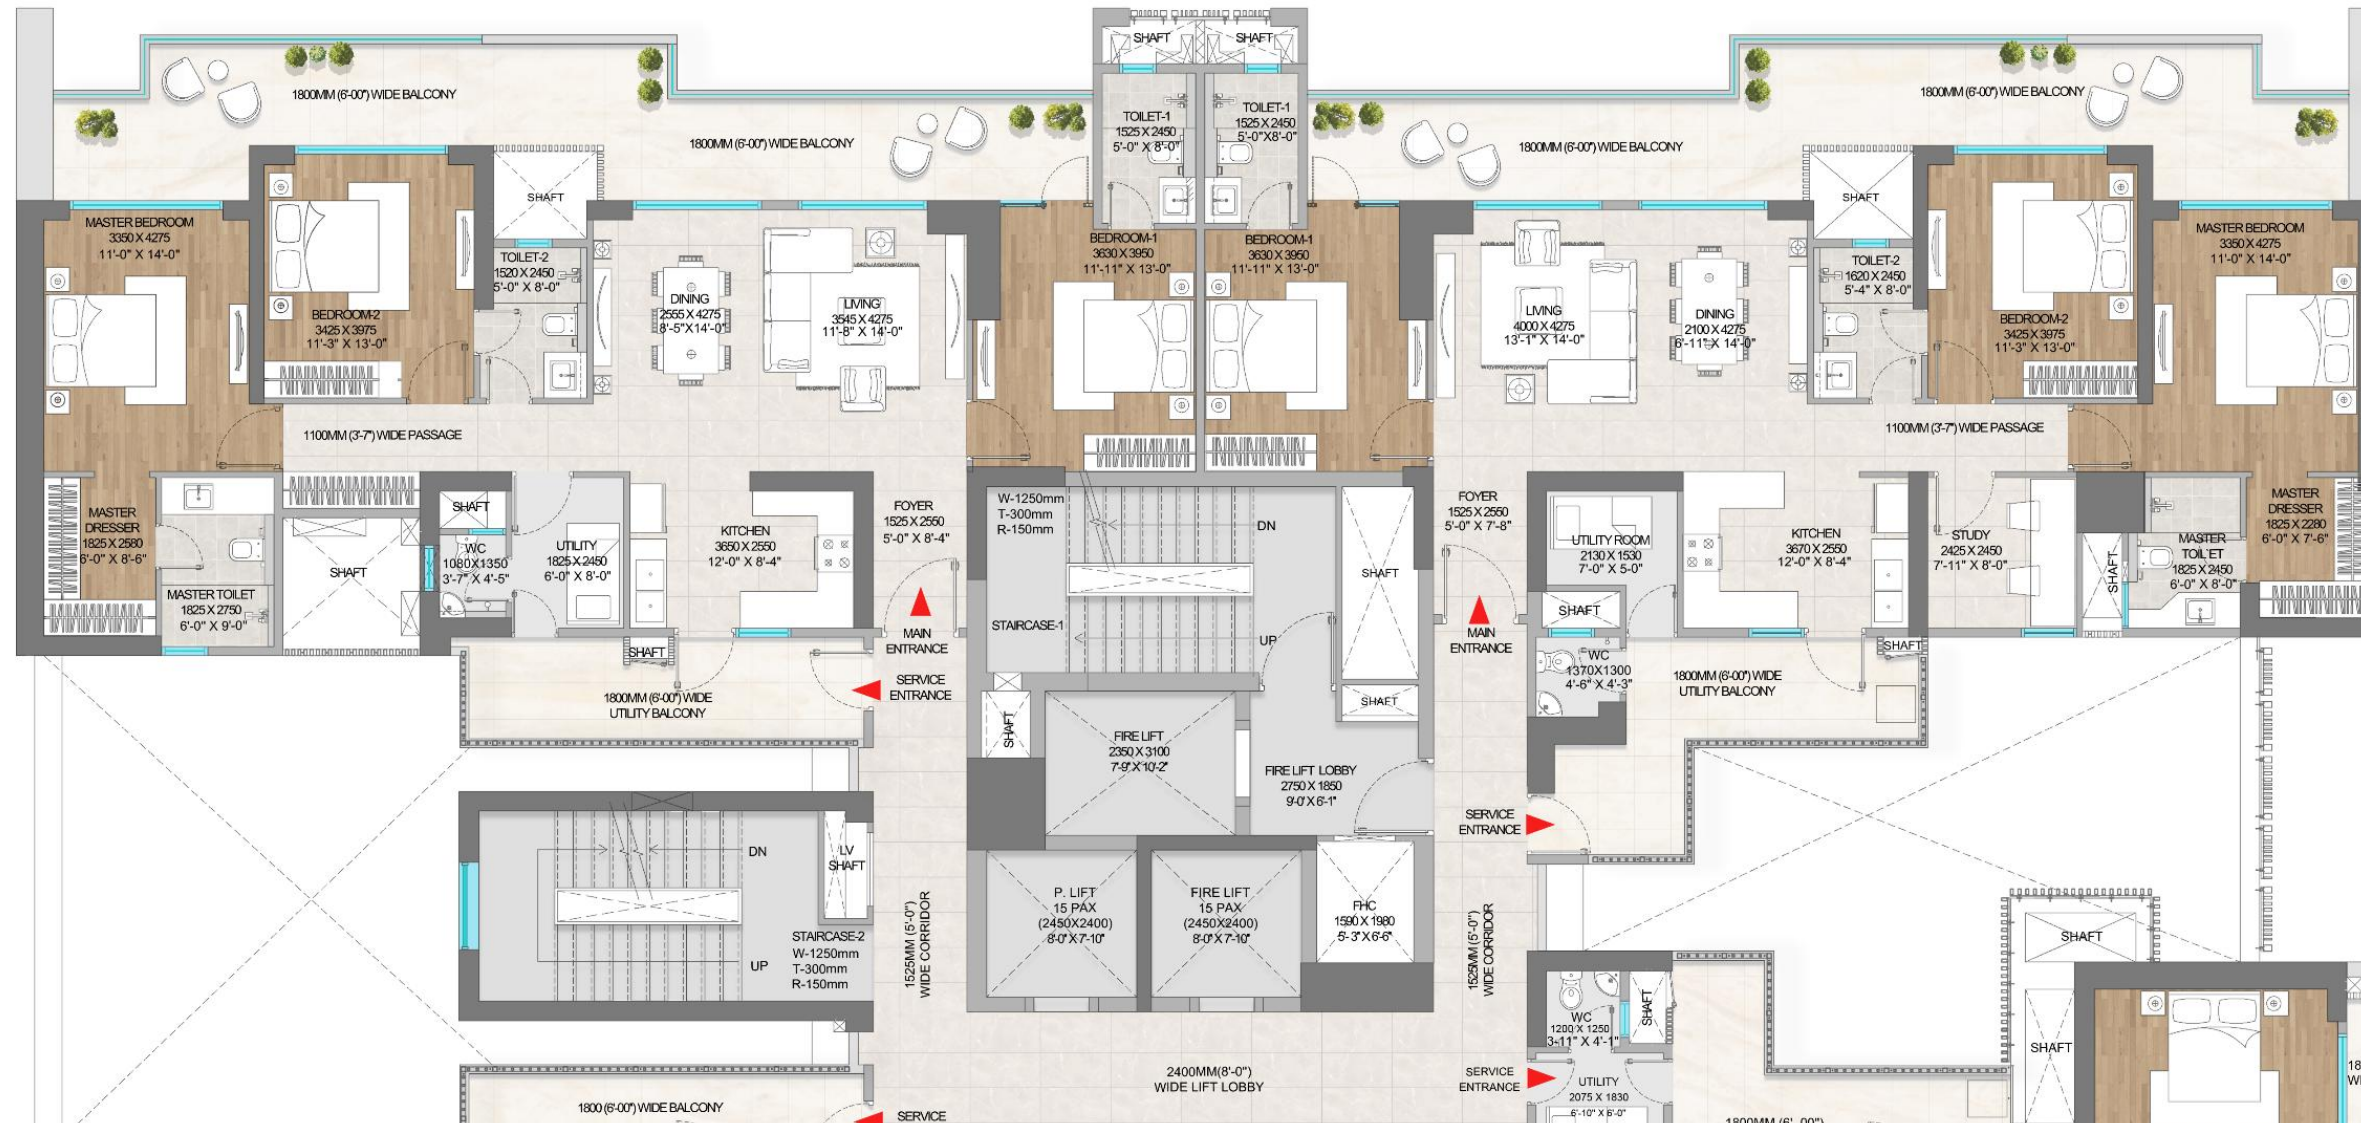 SHAFT
SHAFT
1800MM (6'-00") WIDE BALCONY
1800MM (6'-00") WIDE BALCONY
1800MM (6'-00") WIDE BALCONY
1800MM (6'-00") WIDE BALCONY
TOILET-1
1525 X 2450
5'-0" X 8'-0"
TOILET-1
1525 X 2450
5'-0"X8'-0"
MASTER BEDROOM
3350 X 4275
11'-0" X 14'-0"
BEDROOM-2
3425 X 3975
11'-3" X 13'-0"
SHAFT
TOILET-2
1520 X 2450
5'-0" X 8'-0"
DINING
2555 X 4275
8'-5"X14'-0"
LIVING
3545 X 4275
11'-8" X 14'-0"
BEDROOM-1
3630 X 3950
11'-11" X 13'-0"
BEDROOM-1
3630 X 3950
11'-11" X 13'-0"
LIVING
4000 X 4275
13'-1" X 14'-0"
DINING
2100 X 4275
6'-11" X 14'-0"
SHAFT
TOILET-2
1620 X 2450
5'-4" X 8'-0"
BEDROOM-2
3425 X 3975
11'-3" X 13'-0"
MASTER BEDROOM
3350 X 4275
11'-0" X 14'-0"
1100MM (3'-7") WIDE PASSAGE
1100MM (3'-7") WIDE PASSAGE
MASTER
DRESSER
1825 X 2580
6'-0" X 8'-6"
MASTER TOILET
1825 X 2750
6'-0" X 9'-0"
SHAFT
SHAFT
WC
1080X1350
3'-7" X 4'-5"
UTILITY
1825 X 2450
6'-0" X 8'-0"
KITCHEN
3650 X 2550
12'-0" X 8'-4"
FOYER
1525 X 2550
5'-0" X 8'-4"
MAIN
ENTRANCE
W-1250mm
T-300mm
R-150mm
DN
STAIRCASE-1
UP
SHAFT
FOYER
1525 X 2550
5'-0" X 7'-8"
MAIN
ENTRANCE
UTILITY ROOM
2130 X 1530
7'-0" X 5'-0"
SHAFT
KITCHEN
3670 X 2550
12'-0" X 8'-4"
STUDY
2425 X 2450
7'-11" X 8'-0"
SHAFT
MASTER
TOILET
1825 X 2450
6'-0" X 8'-0"
MASTER
DRESSER
1825 X 2280
6'-0" X 7'-6"
SHAFT
1800MM (6'-00") WIDE
UTILITY BALCONY
SERVICE
ENTRANCE
SHAFT
SHAFT
WC
1370X1300
4'-6" X 4'-3"
1800MM (6'-00") WIDE
UTILITY BALCONY
SHAFT
FIRE LIFT
2350 X 3100
7'-9" X 10'-2"
FIRE LIFT LOBBY
2750 X 1850
9'-0' X 6'-1"
SERVICE
ENTRANCE
DN
UP
LV
SHAFT
STAIRCASE-2
W-1250mm
T-300mm
R-150mm
1525MM (5'-0")
WIDE CORRIDOR
P. LIFT
15 PAX
(2450X2400)
8'-0" X 7'-10"
FIRE LIFT
15 PAX
(2450X2400)
8'-0" X 7'-10"
FHC
1590 X 1980
5'- 3" X 6'-6"
1525MM (5'-0")
WIDE CORRIDOR
SHAFT
WC
1200 X 1250
3'-11" X 4'-1"
SHAFT
SHAFT
2400MM(8'-0")
WIDE LIFT LOBBY
SERVICE
ENTRANCE
UTILITY
2075 X 1830
6'-10" X 6'-0"
1800 (6'-00") WIDE BALCONY
SERVICE
1800MM (6'-00")
18